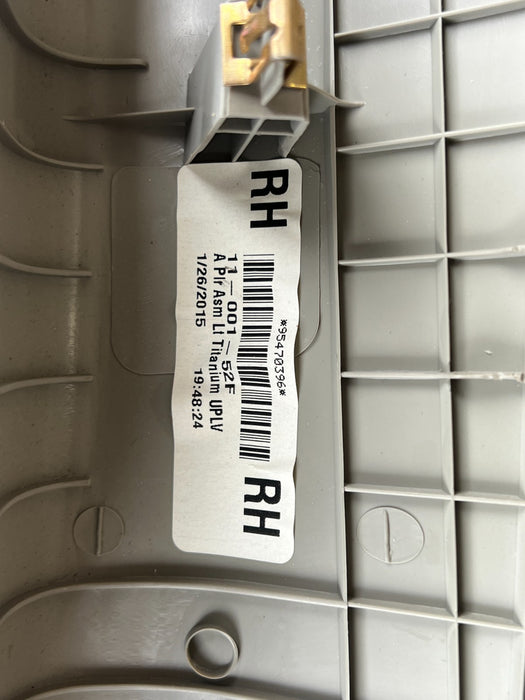 RH
RH
*95470396*
11-001-52F
A Plr Asm Lt Titanium UPLV
1/26/2015 19:48:24